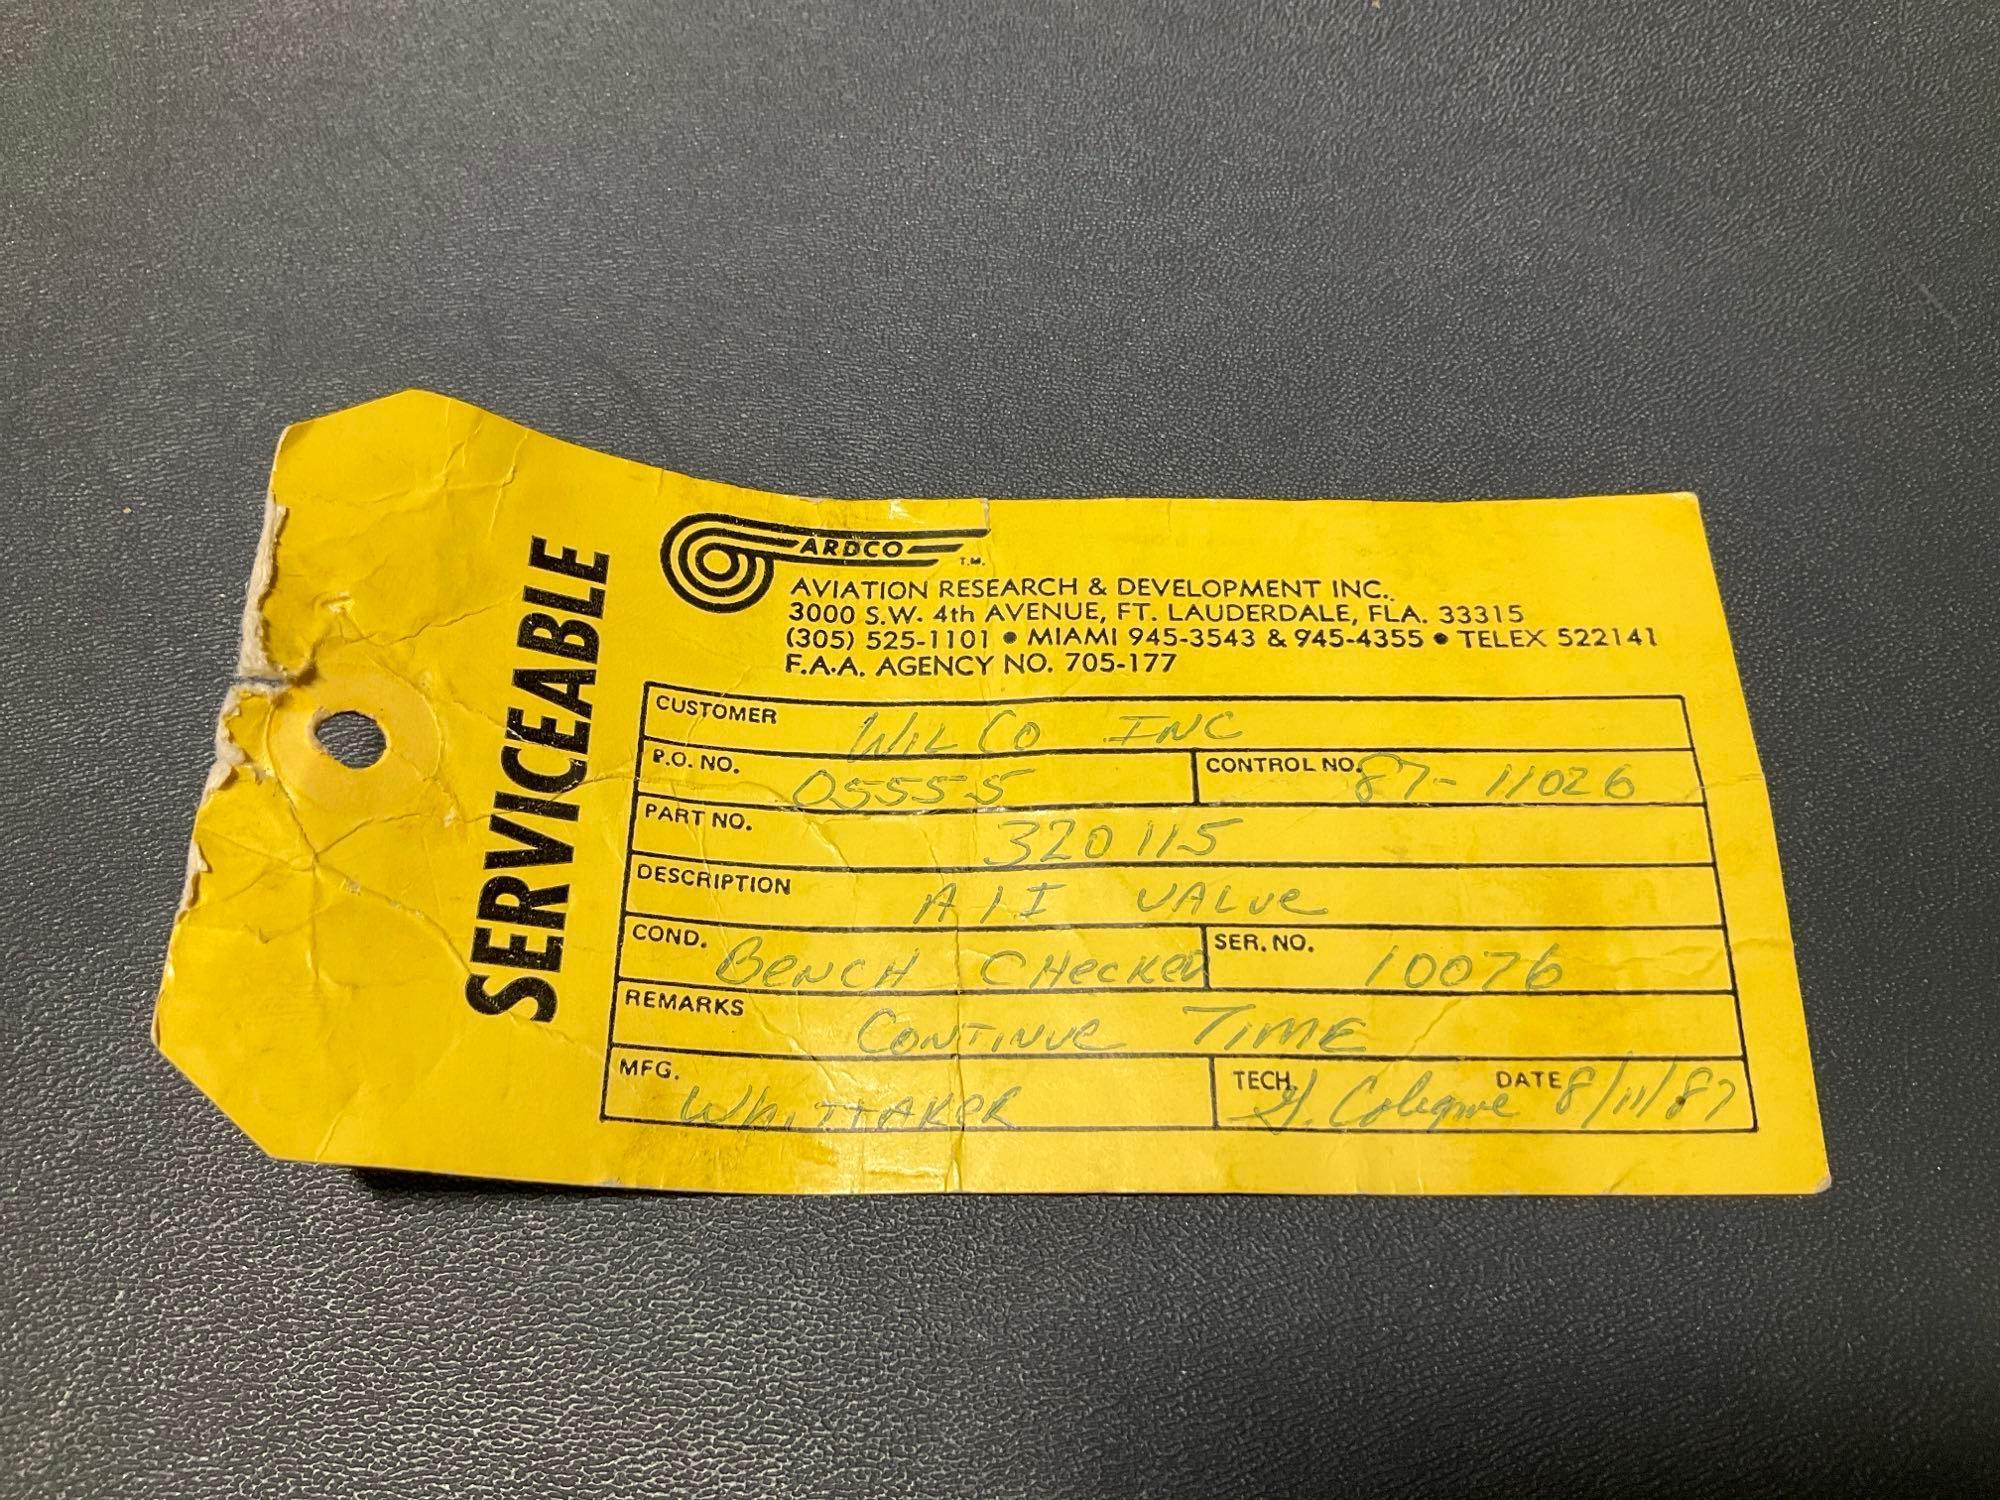 SERVICEABLE
ARDCO T.M.
AVIATION RESEARCH & DEVELOPMENT INC.
3000 S.W. 4th AVENUE, FT. LAUDERDALE, FLA. 33315
(305) 525-1101 • MIAMI 945-3543 & 945-4355 • TELEX 522141
F.A.A. AGENCY NO. 705-177
CUSTOMER WILCO INC
P.O. NO. 05555 CONTROL NO. 87-11026
PART NO. 320115
DESCRIPTION A/I VALVE
COND. BENCH CHECKED SER. NO. 10076
REMARKS CONTINUE TIME
MFG. WHITTAKER TECH. DATE 8/11/87